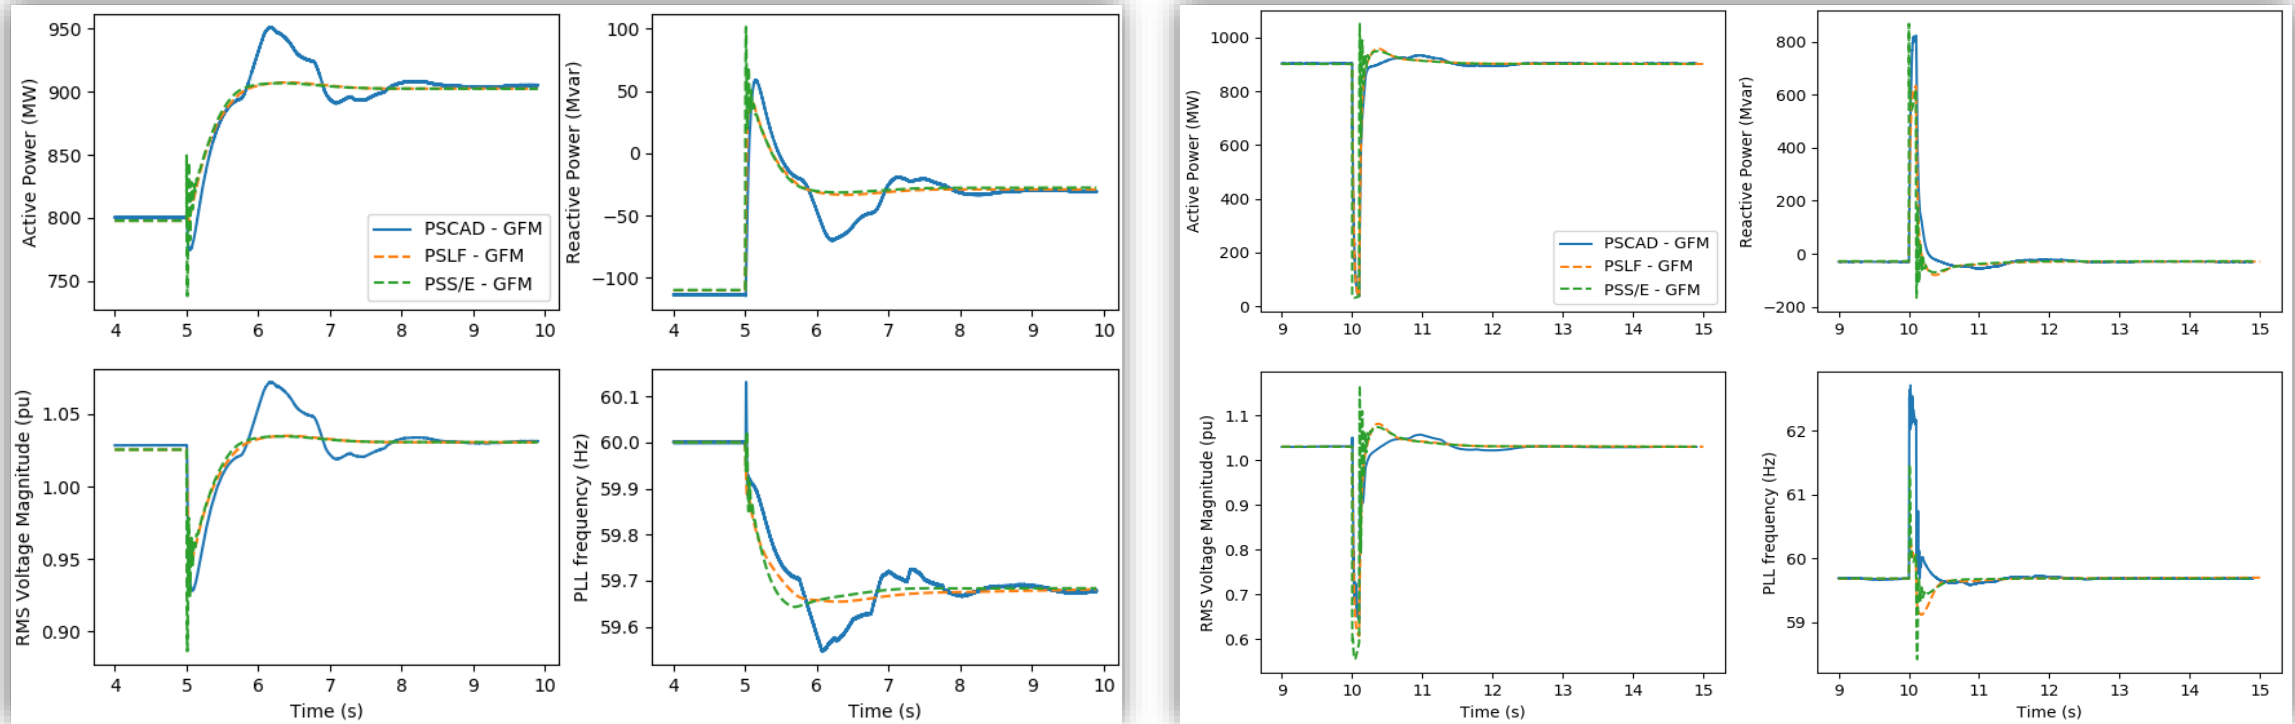 Active Power (MW)
950
900
850
800
750
4 5 6 7 8 9 10
PSCAD - GFM
PSLF - GFM
PSS/E - GFM
Reactive Power (Mvar)
100
50
0
−50
−100
4 5 6 7 8 9 10
RMS Voltage Magnitude (pu)
1.05
1.00
0.95
0.90
4 5 6 7 8 9 10
Time (s)
PLL frequency (Hz)
60.1
60.0
59.9
59.8
59.7
59.6
4 5 6 7 8 9 10
Time (s)
Active Power (MW)
1000
800
600
400
200
0
9 10 11 12 13 14 15
PSCAD - GFM
PSLF - GFM
PSS/E - GFM
Reactive Power (Mvar)
800
600
400
200
0
−200
9 10 11 12 13 14 15
RMS Voltage Magnitude (pu)
1.1
1.0
0.9
0.8
0.7
0.6
9 10 11 12 13 14 15
Time (s)
PLL frequency (Hz)
62
61
60
59
9 10 11 12 13 14 15
Time (s)